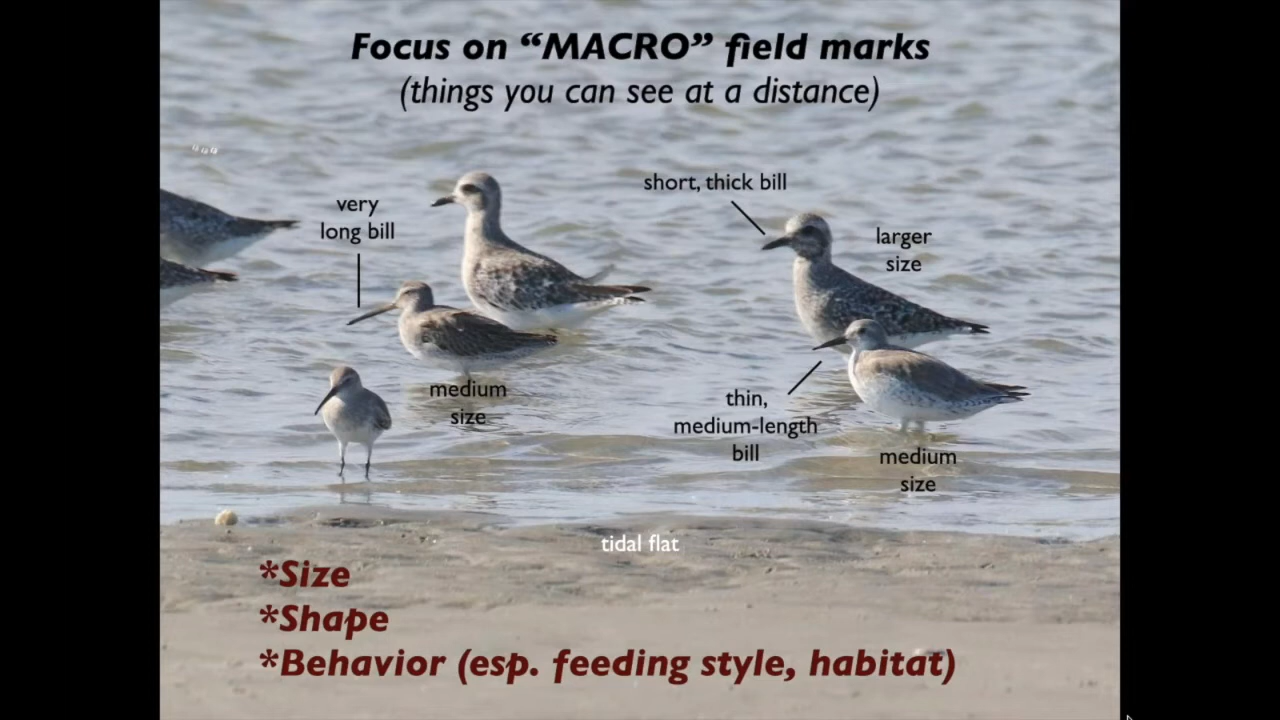 Focus on “MACRO” field marks
(things you can see at a distance)
short, thick bill
very
long bill
larger
size
medium
size
thin,
medium-length
bill
medium
size
tidal flat
*Size
*Shape
*Behavior (esp. feeding style, habitat)